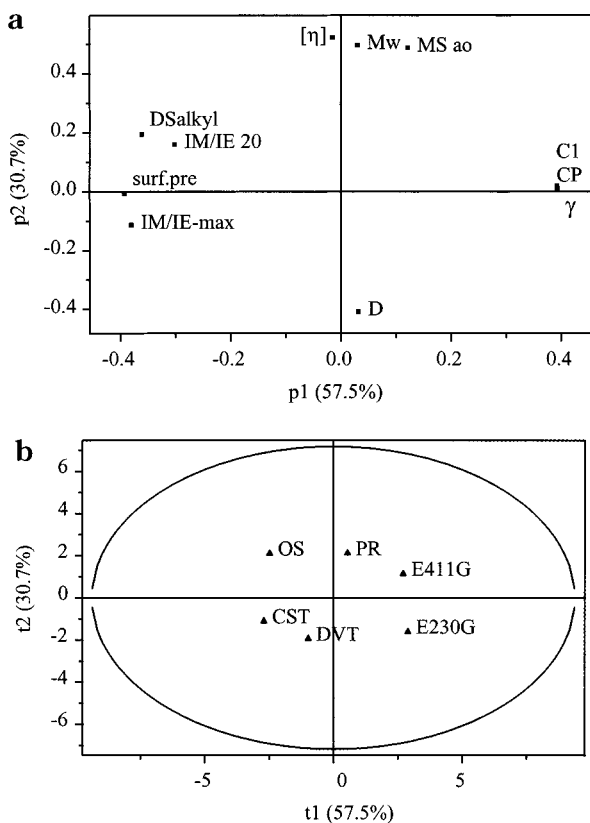 a
[η]
Mw
MS ao
DSalkyl
IM/IE 20
C1
CP
γ
surf.pre
IM/IE-max
D
p2 (30.7%)
0.4
0.2
0.0
-0.2
-0.4
-0.4
-0.2
0.0
0.2
0.4
p1 (57.5%)
b
OS
PR
E411G
CST
DVT
E230G
t2 (30.7%)
6
4
2
0
-2
-4
-6
-5
0
5
t1 (57.5%)